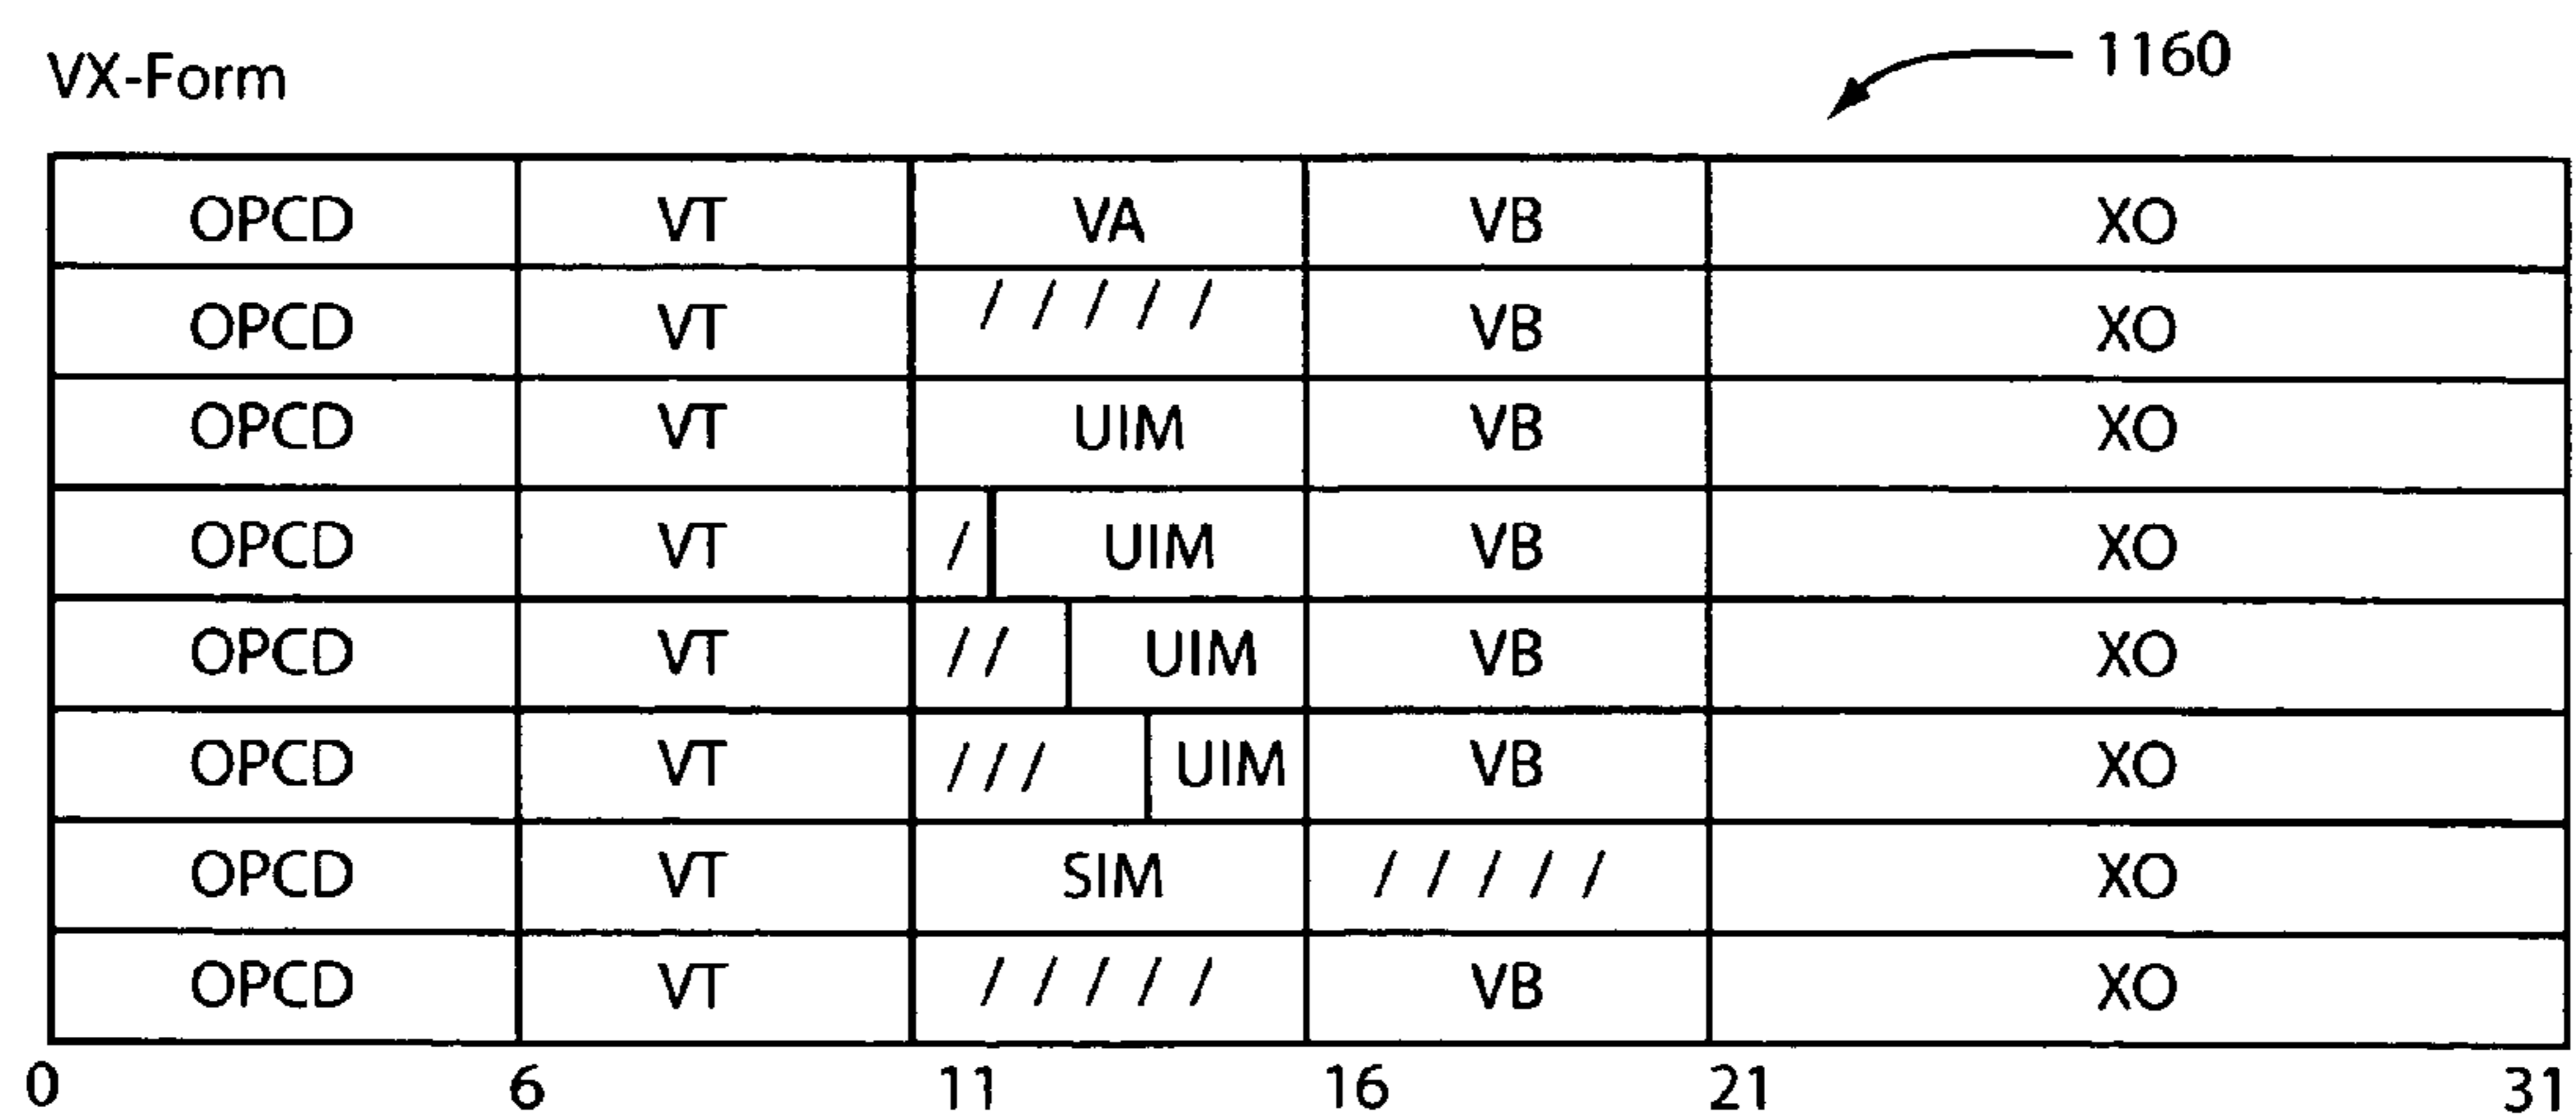 VX-Form
1160
OPCD VT VA VB XO
OPCD VT / / / / / VB XO
OPCD VT UIM VB XO
OPCD VT / UIM VB XO
OPCD VT // UIM VB XO
OPCD VT /// UIM VB XO
OPCD VT SIM / / / / / XO
OPCD VT / / / / / VB XO
0 6 11 16 21 31